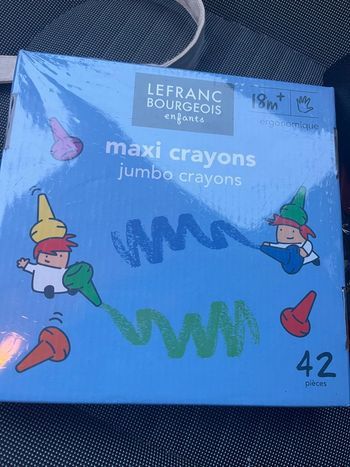 LEFRANC
BOURGEOIS
enfants
18m+
ergonomique
maxi crayons
jumbo crayons
42
pièces